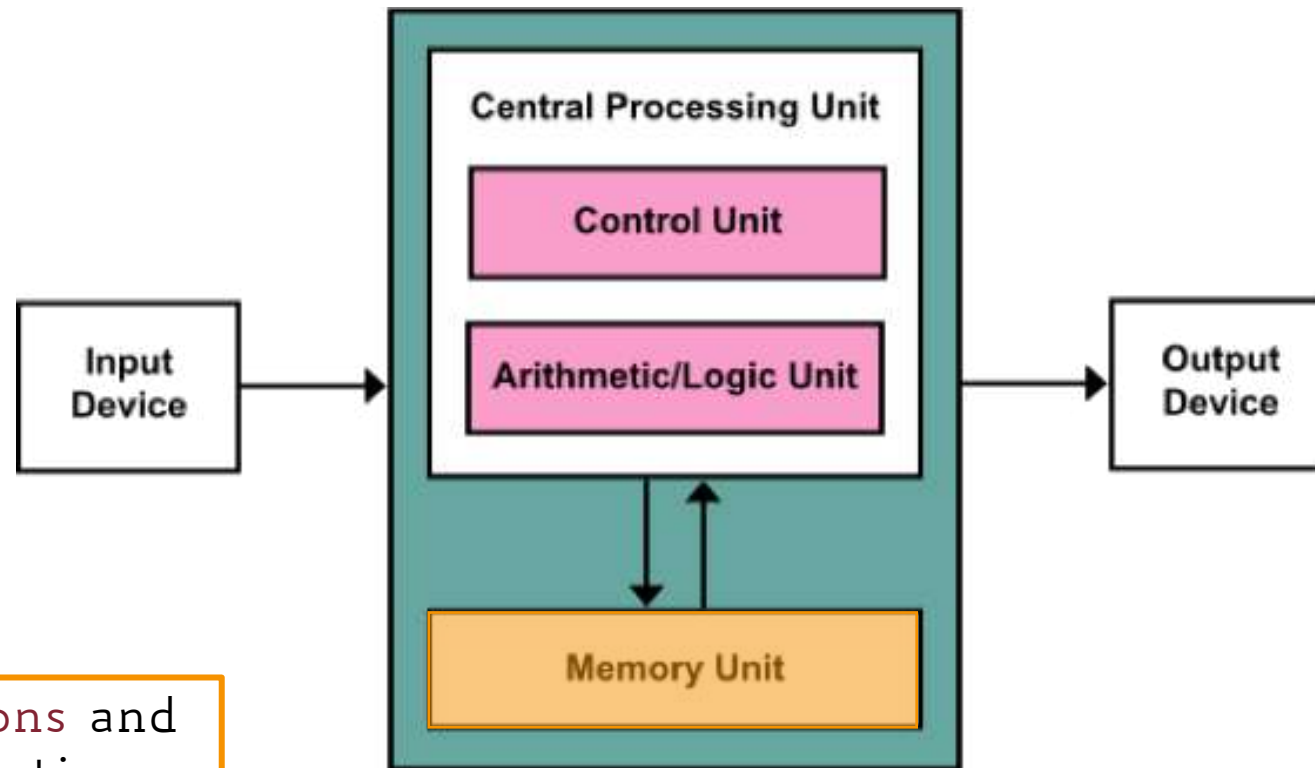 Central Processing Unit
Control Unit
Input
Device
Arithmetic/Logic Unit
Output
Device
Memory Unit
and